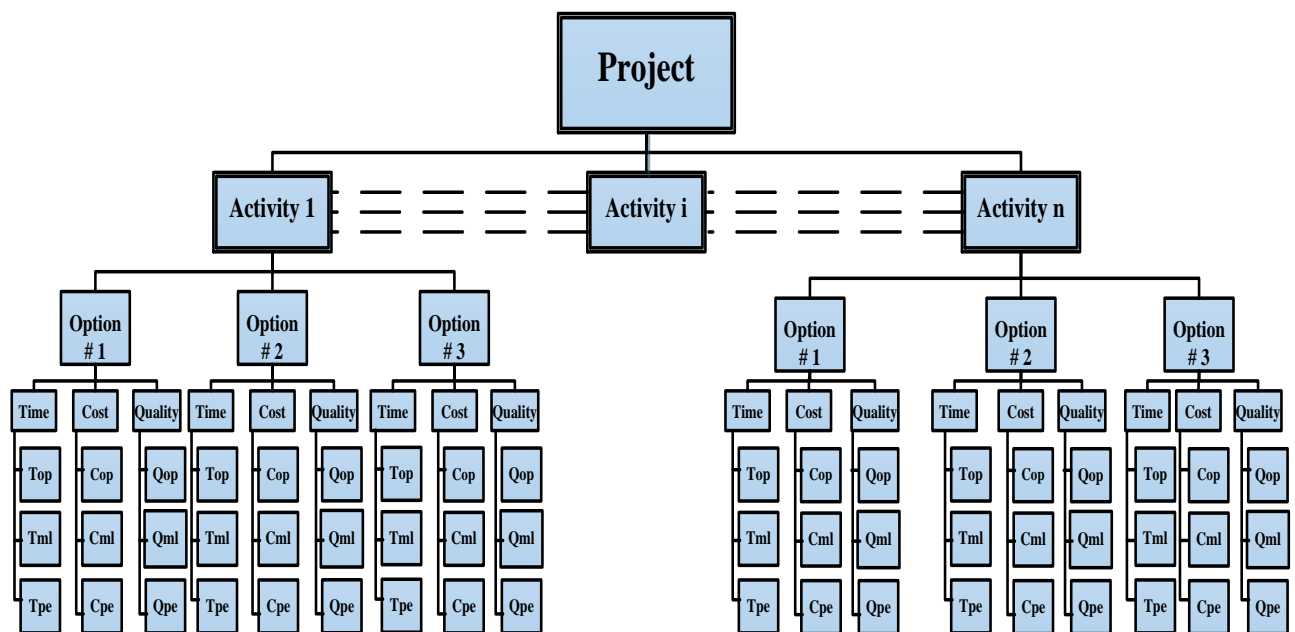 Project
Activity 1
Activity i
Activity n
Option
# 1
Option
# 2
Option
# 3
Option
# 1
Option
# 2
Option
# 3
Time Cost Quality Time Cost Quality Time Cost Quality Time Cost Quality Time Cost Quality Time Cost Quality
Top Cop Qop Top Cop Qop Top Cop Qop Top Cop Qop Top Cop Qop Top Cop Qop
Tml Cml Qml Tml Cml Qml Tml Cml Qml Tml Cml Qml Tml Cml Qml Tml Cml Qml
Tpe Cpe Qpe Tpe Cpe Qpe Tpe Cpe Qpe Tpe Cpe Qpe Tpe Cpe Qpe Tpe Cpe Qpe